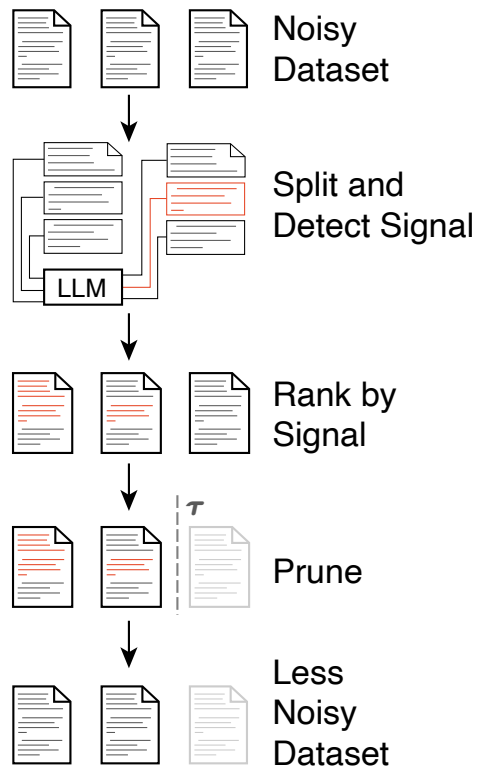 Noisy
Dataset
Split and
Detect Signal
LLM
Rank by
Signal
τ
Prune
Less
Noisy
Dataset